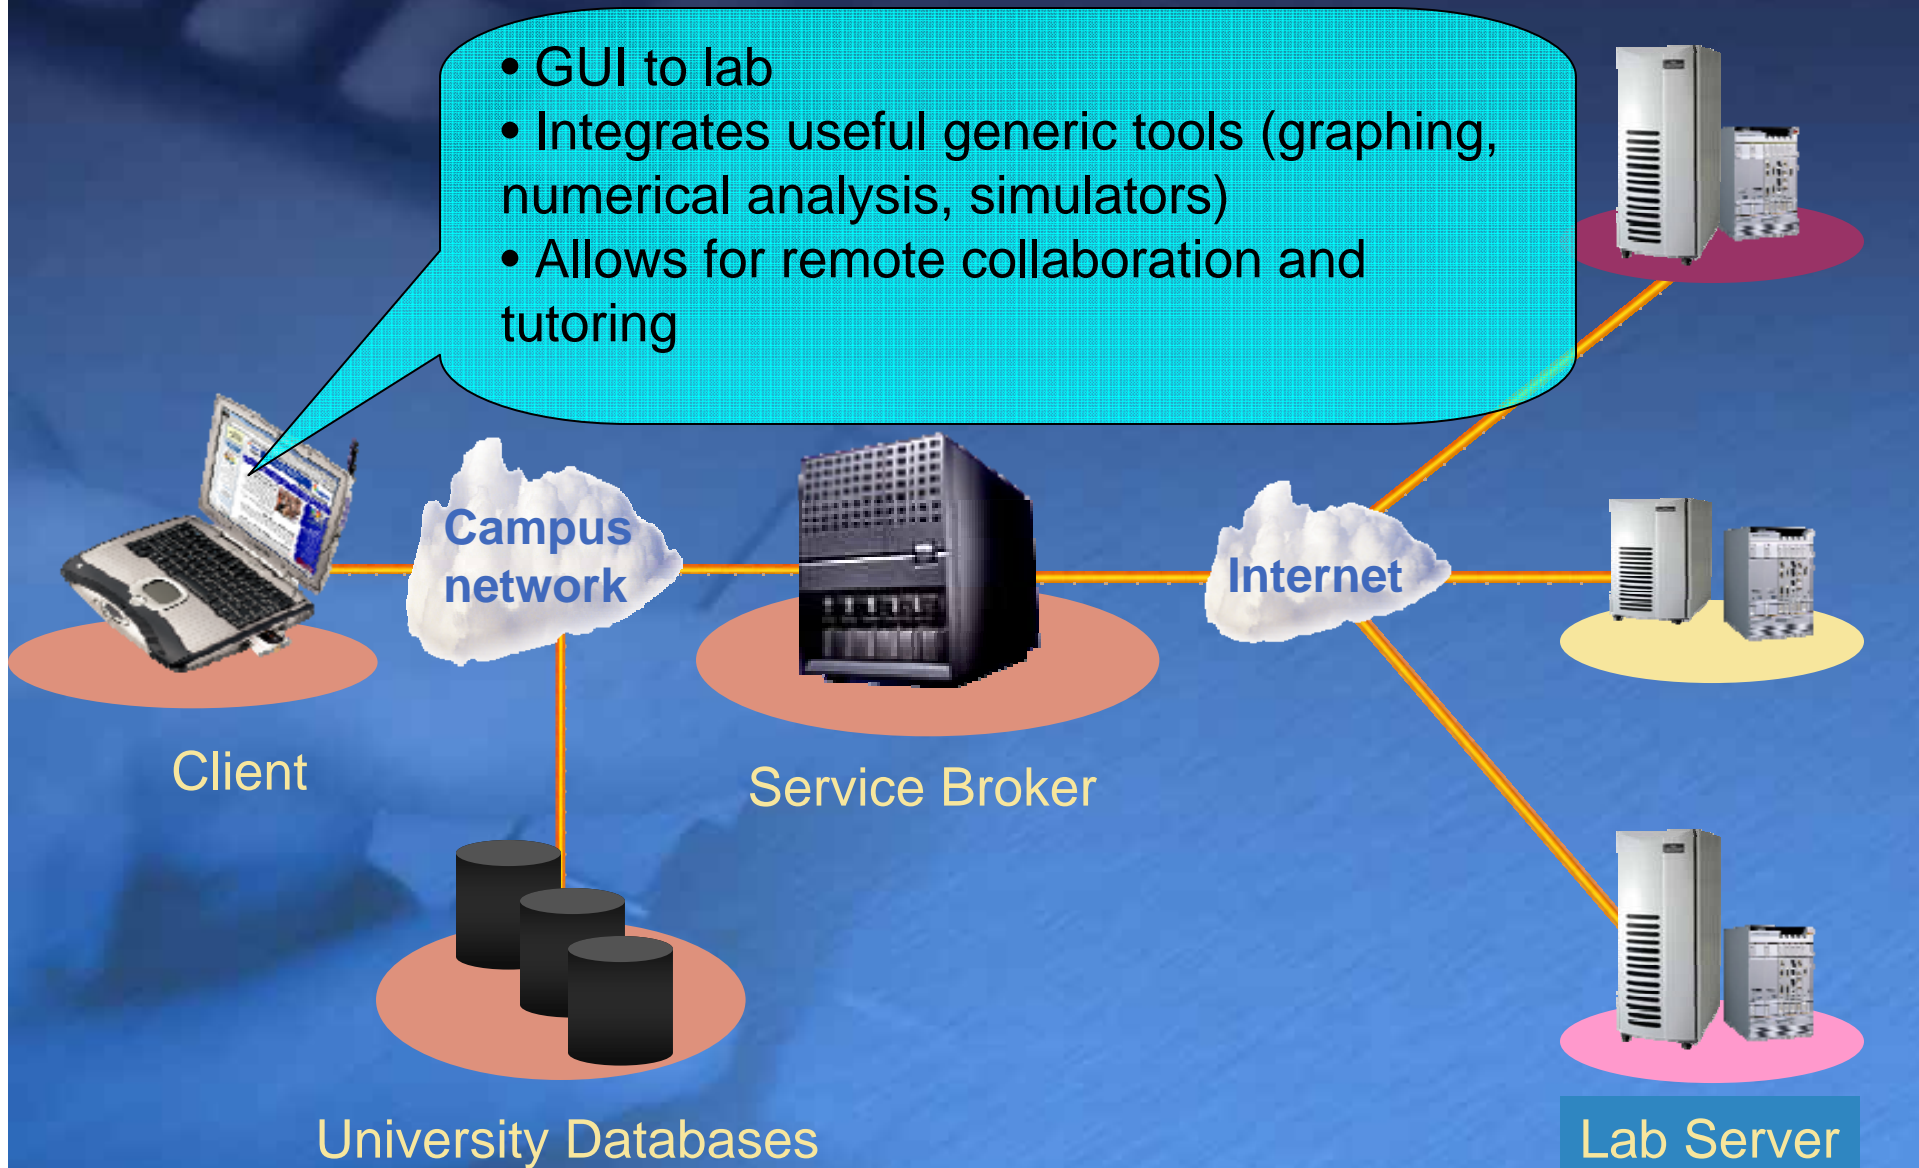 • GUI to lab
• Integrates useful generic tools (graphing,
numerical analysis, simulators)
• Allows for remote collaboration and
tutoring
Campus
network
Internet
Client
Service Broker
University Databases
Lab Server